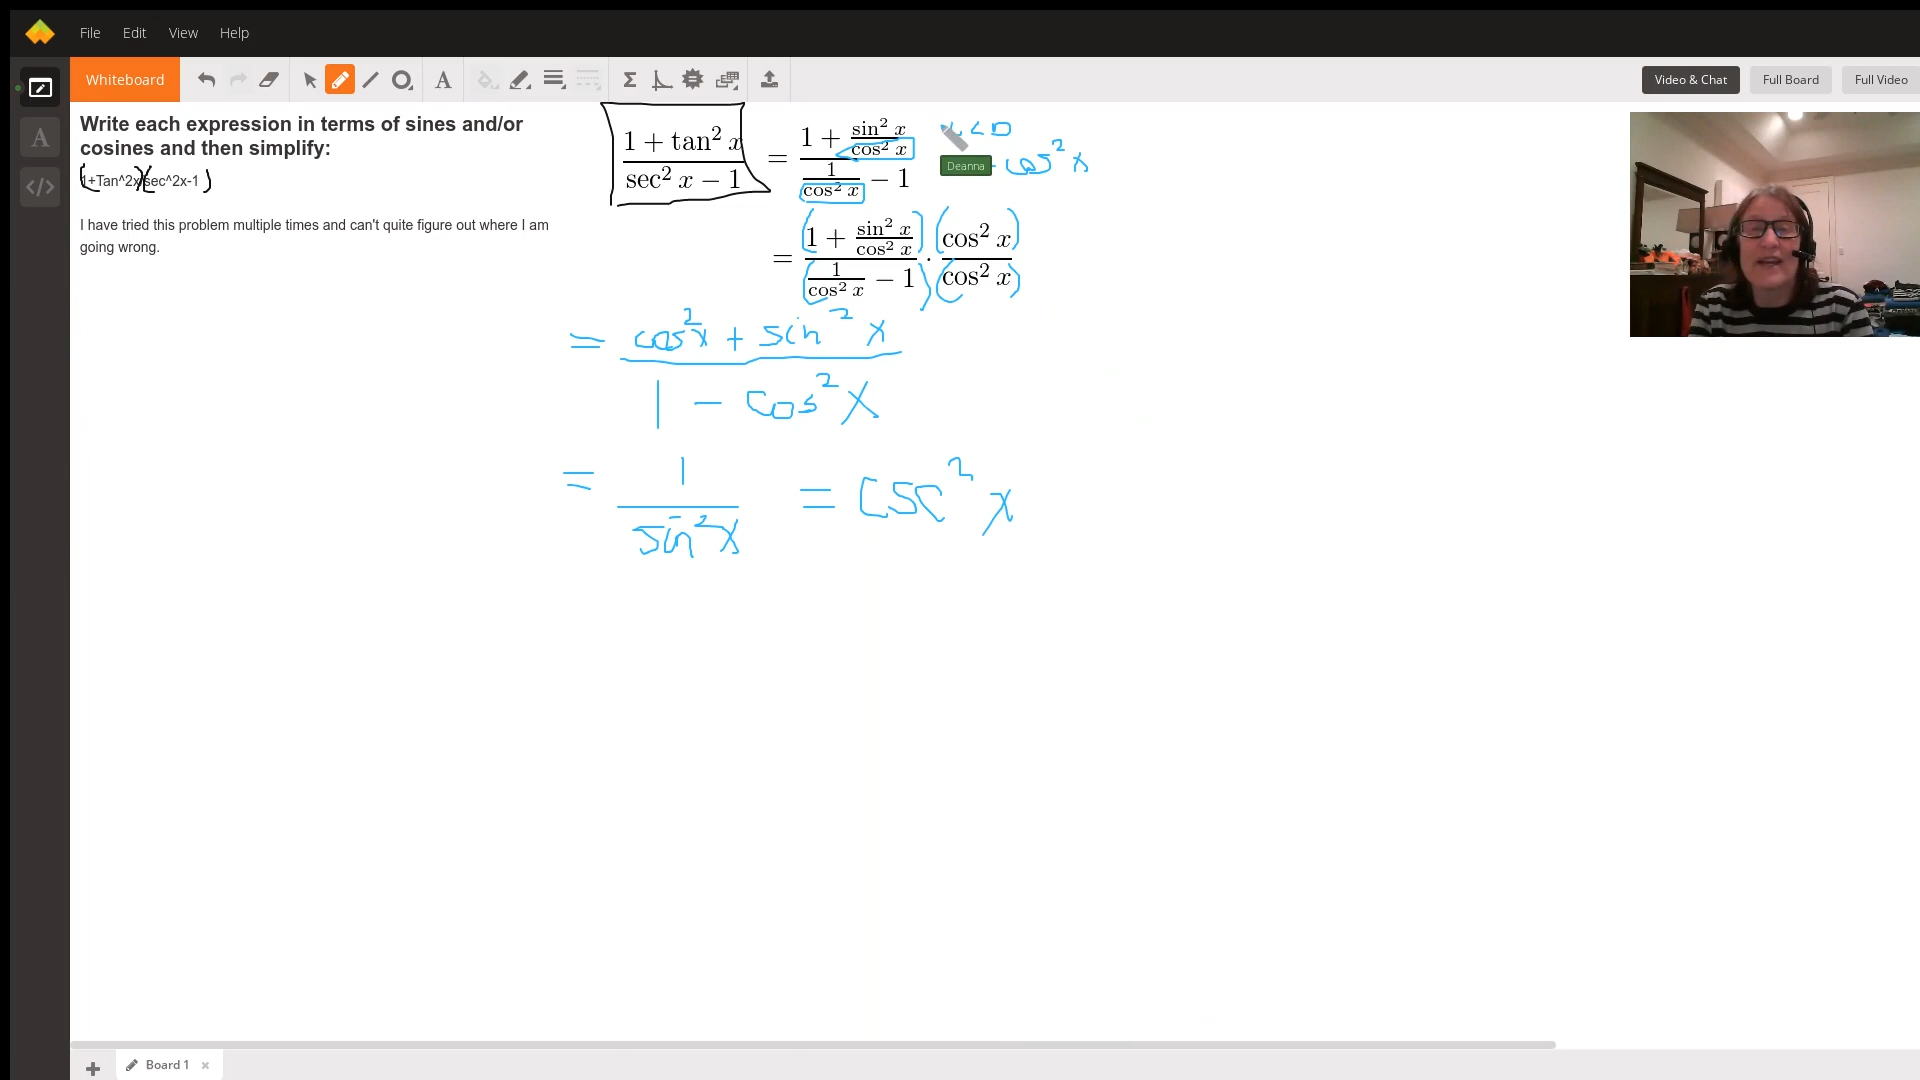 File Edit View Help
Whiteboard A Σ Video & Chat Full Board Full Video
A
</>
Write each expression in terms of sines and/or
cosines and then simplify:
(1+Tan^2x)(sec^2x-1)
I have tried this problem multiple times and can't quite figure out where I am
going wrong.
(1 + tan² x)/(sec² x − 1) = (1 + sin² x/cos² x)/(1/cos² x − 1)
LCD
Deanna cos² x
= (1 + sin² x/cos² x)/(1/cos² x − 1) · (cos² x)/(cos² x)
= (cos² x + sin² x)/(1 − cos² x)
= 1/sin² x = csc² x
+ Board 1 ×